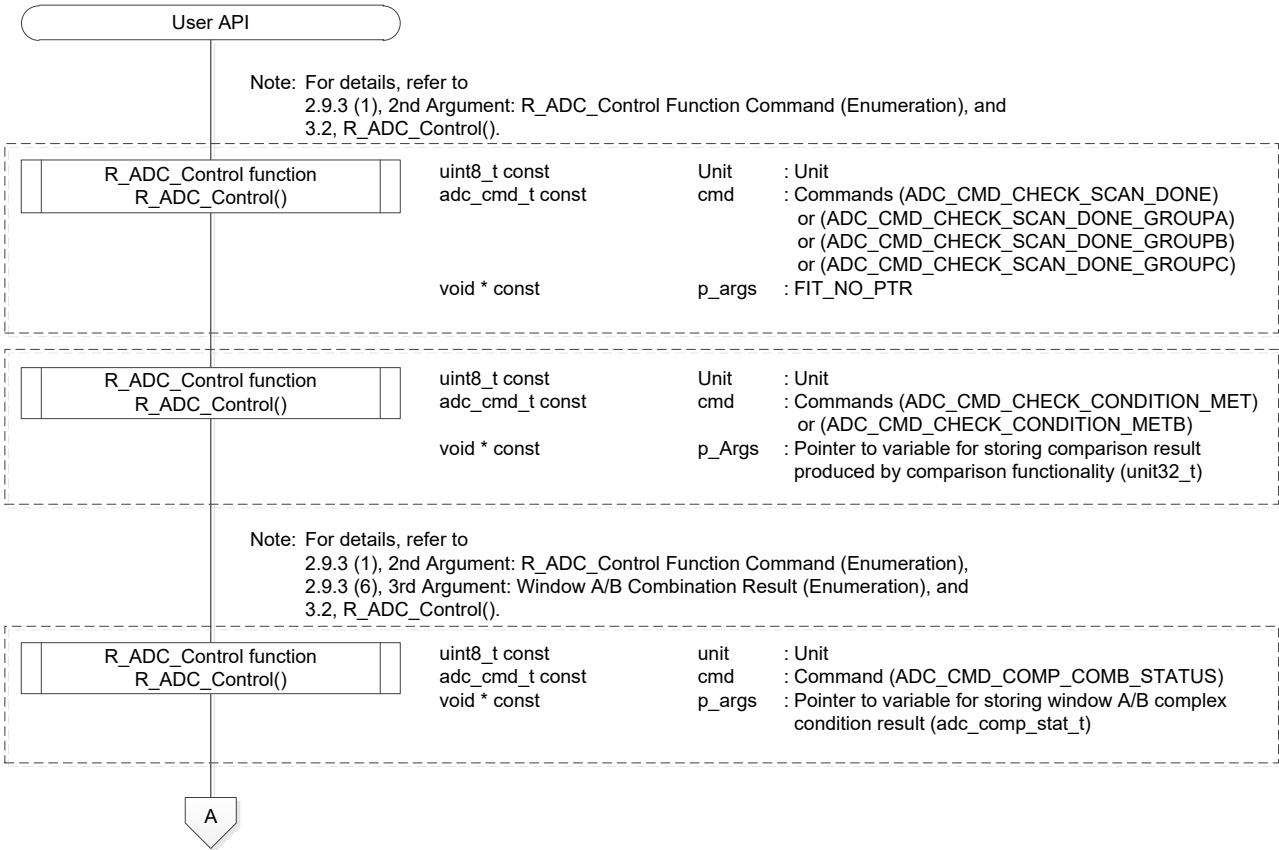 User API
Note: For details, refer to
2.9.3 (1), 2nd Argument: R_ADC_Control Function Command (Enumeration), and
3.2, R_ADC_Control().
R_ADC_Control function
R_ADC_Control()
uint8_t const Unit : Unit
adc_cmd_t const cmd : Commands (ADC_CMD_CHECK_SCAN_DONE)
or (ADC_CMD_CHECK_SCAN_DONE_GROUPA)
or (ADC_CMD_CHECK_SCAN_DONE_GROUPB)
or (ADC_CMD_CHECK_SCAN_DONE_GROUPC)
void * const p_args : FIT_NO_PTR
R_ADC_Control function
R_ADC_Control()
uint8_t const Unit : Unit
adc_cmd_t const cmd : Commands (ADC_CMD_CHECK_CONDITION_MET)
or (ADC_CMD_CHECK_CONDITION_METB)
void * const p_Args : Pointer to variable for storing comparison result
produced by comparison functionality (unit32_t)
Note: For details, refer to
2.9.3 (1), 2nd Argument: R_ADC_Control Function Command (Enumeration),
2.9.3 (6), 3rd Argument: Window A/B Combination Result (Enumeration), and
3.2, R_ADC_Control().
R_ADC_Control function
R_ADC_Control()
uint8_t const unit : Unit
adc_cmd_t const cmd : Command (ADC_CMD_COMP_COMB_STATUS)
void * const p_args : Pointer to variable for storing window A/B complex
condition result (adc_comp_stat_t)
A